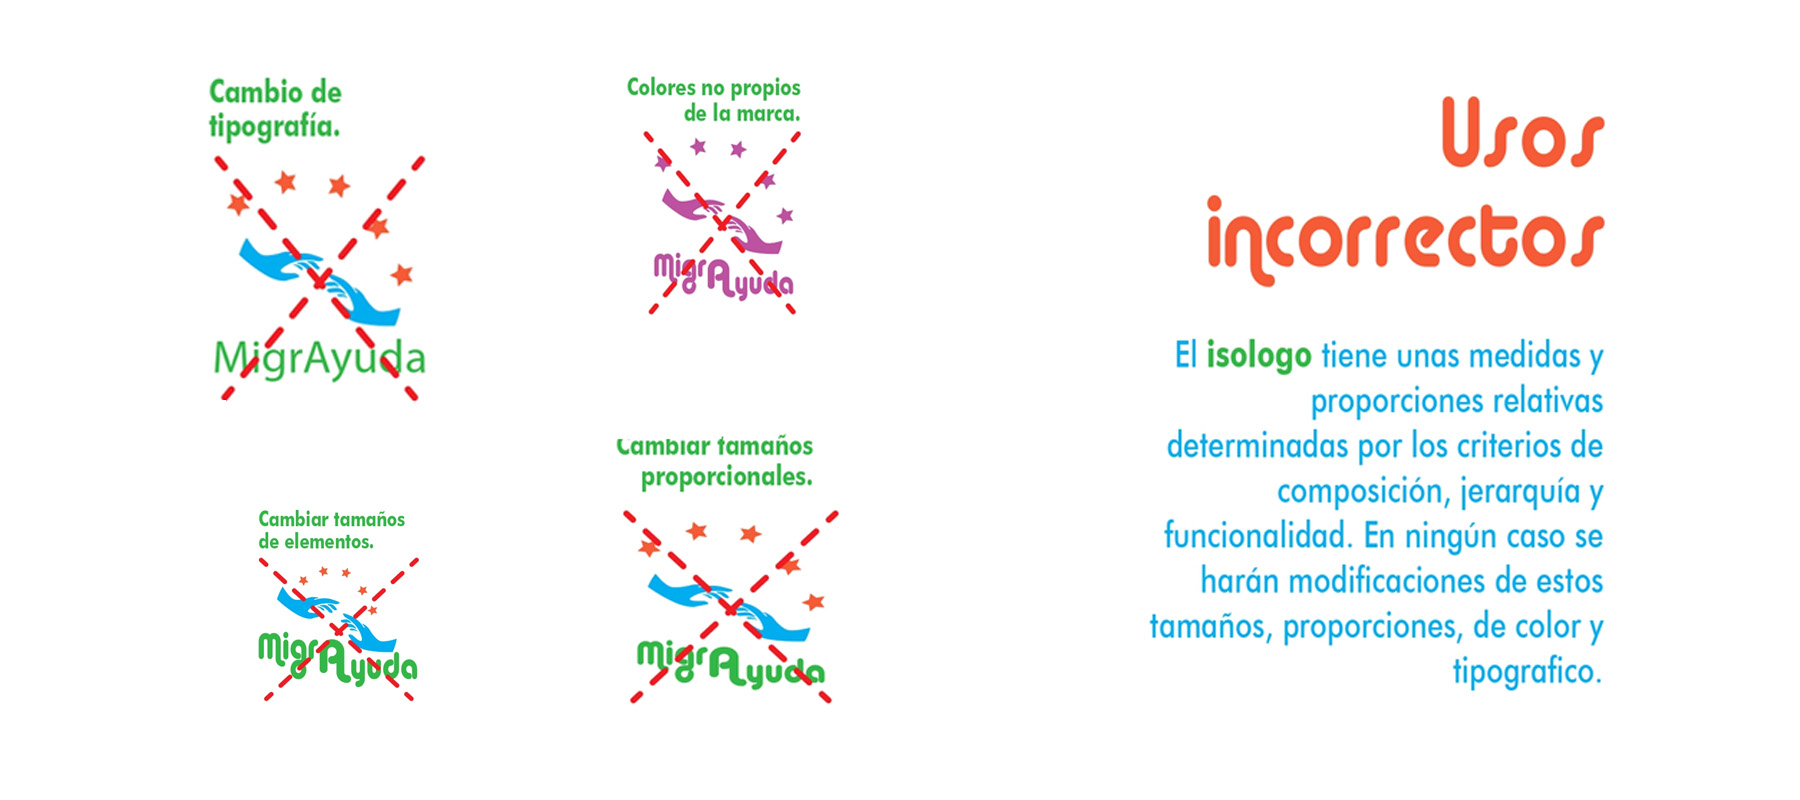 Cambio de
tipografía.
MigrAyuda
Colores no propios
de la marca.
MigrAyuda
Cambiar tamaños
de elementos.
MigrAyuda
Cambiar tamaños
proporcionales.
MigrAyuda
Usos
incorrectos
El isologo tiene unas medidas y
proporciones relativas
determinadas por los criterios de
composición, jerarquía y
funcionalidad. En ningún caso se
harán modificaciones de estos
tamaños, proporciones, de color y
tipografico.